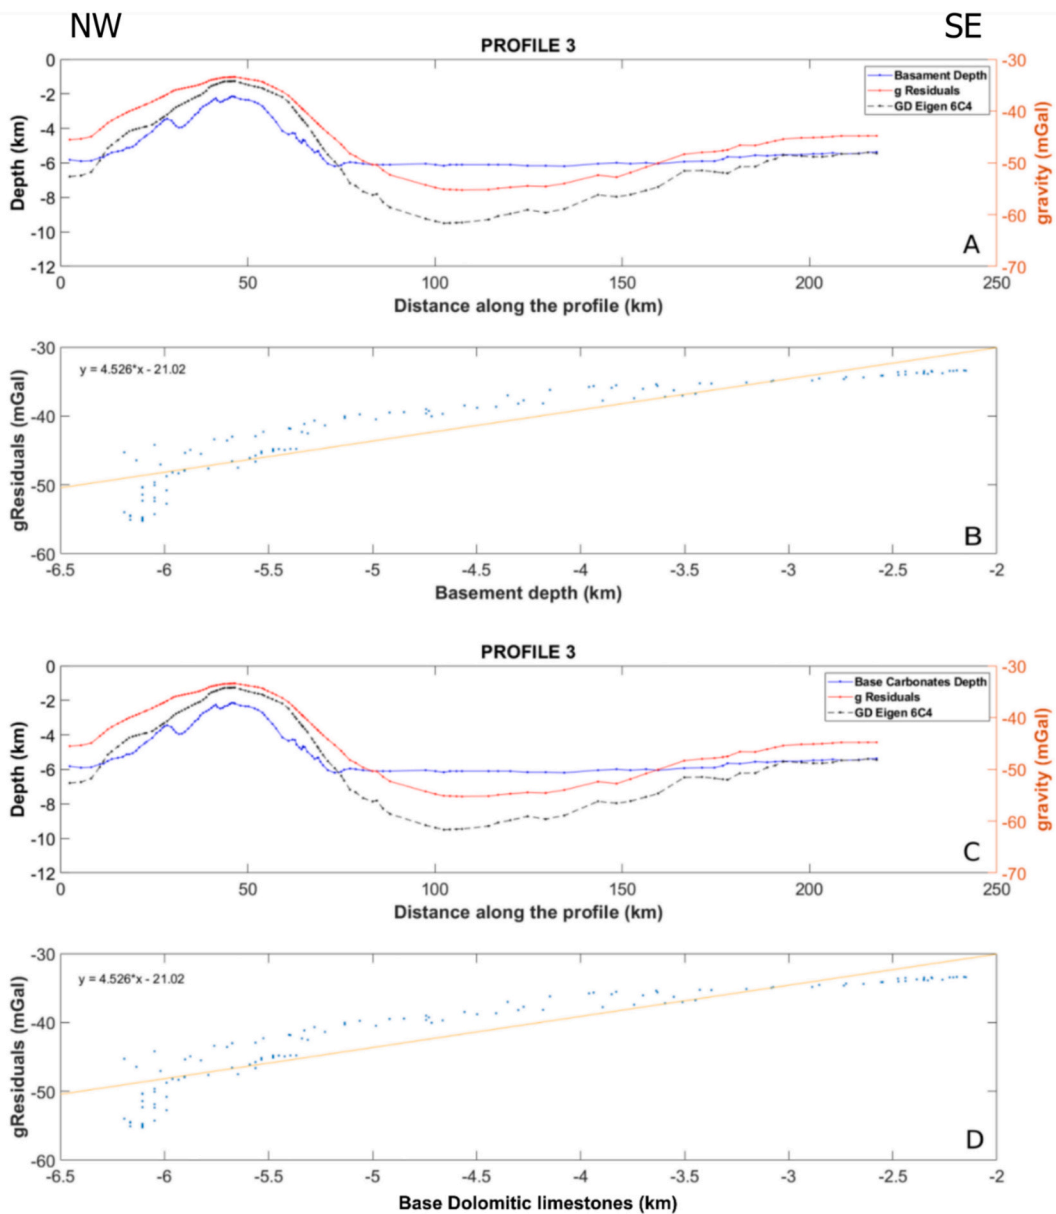 NW SE
PROFILE 3
0 -30
-2 -40
-4
-6 -50
-8
-10 -60
-12 -70
Depth (km)
gravity (mGal)
Basament Depth
g Residuals
GD Eigen 6C4
A
0 50 100 150 200 250
Distance along the profile (km)
-30
-40
-50
-60
gResiduals (mGal)
y = 4.526*x - 21.02
B
-6.5 -6 -5.5 -5 -4.5 -4 -3.5 -3 -2.5 -2
Basement depth (km)
PROFILE 3
0 -30
-2 -40
-4
-6 -50
-8
-10 -60
-12 -70
Depth (km)
gravity (mGal)
Base Carbonates Depth
g Residuals
GD Eigen 6C4
C
0 50 100 150 200 250
Distance along the profile (km)
-30
-40
-50
-60
gResiduals (mGal)
y = 4.526*x - 21.02
D
-6.5 -6 -5.5 -5 -4.5 -4 -3.5 -3 -2.5 -2
Base Dolomitic limestones (km)